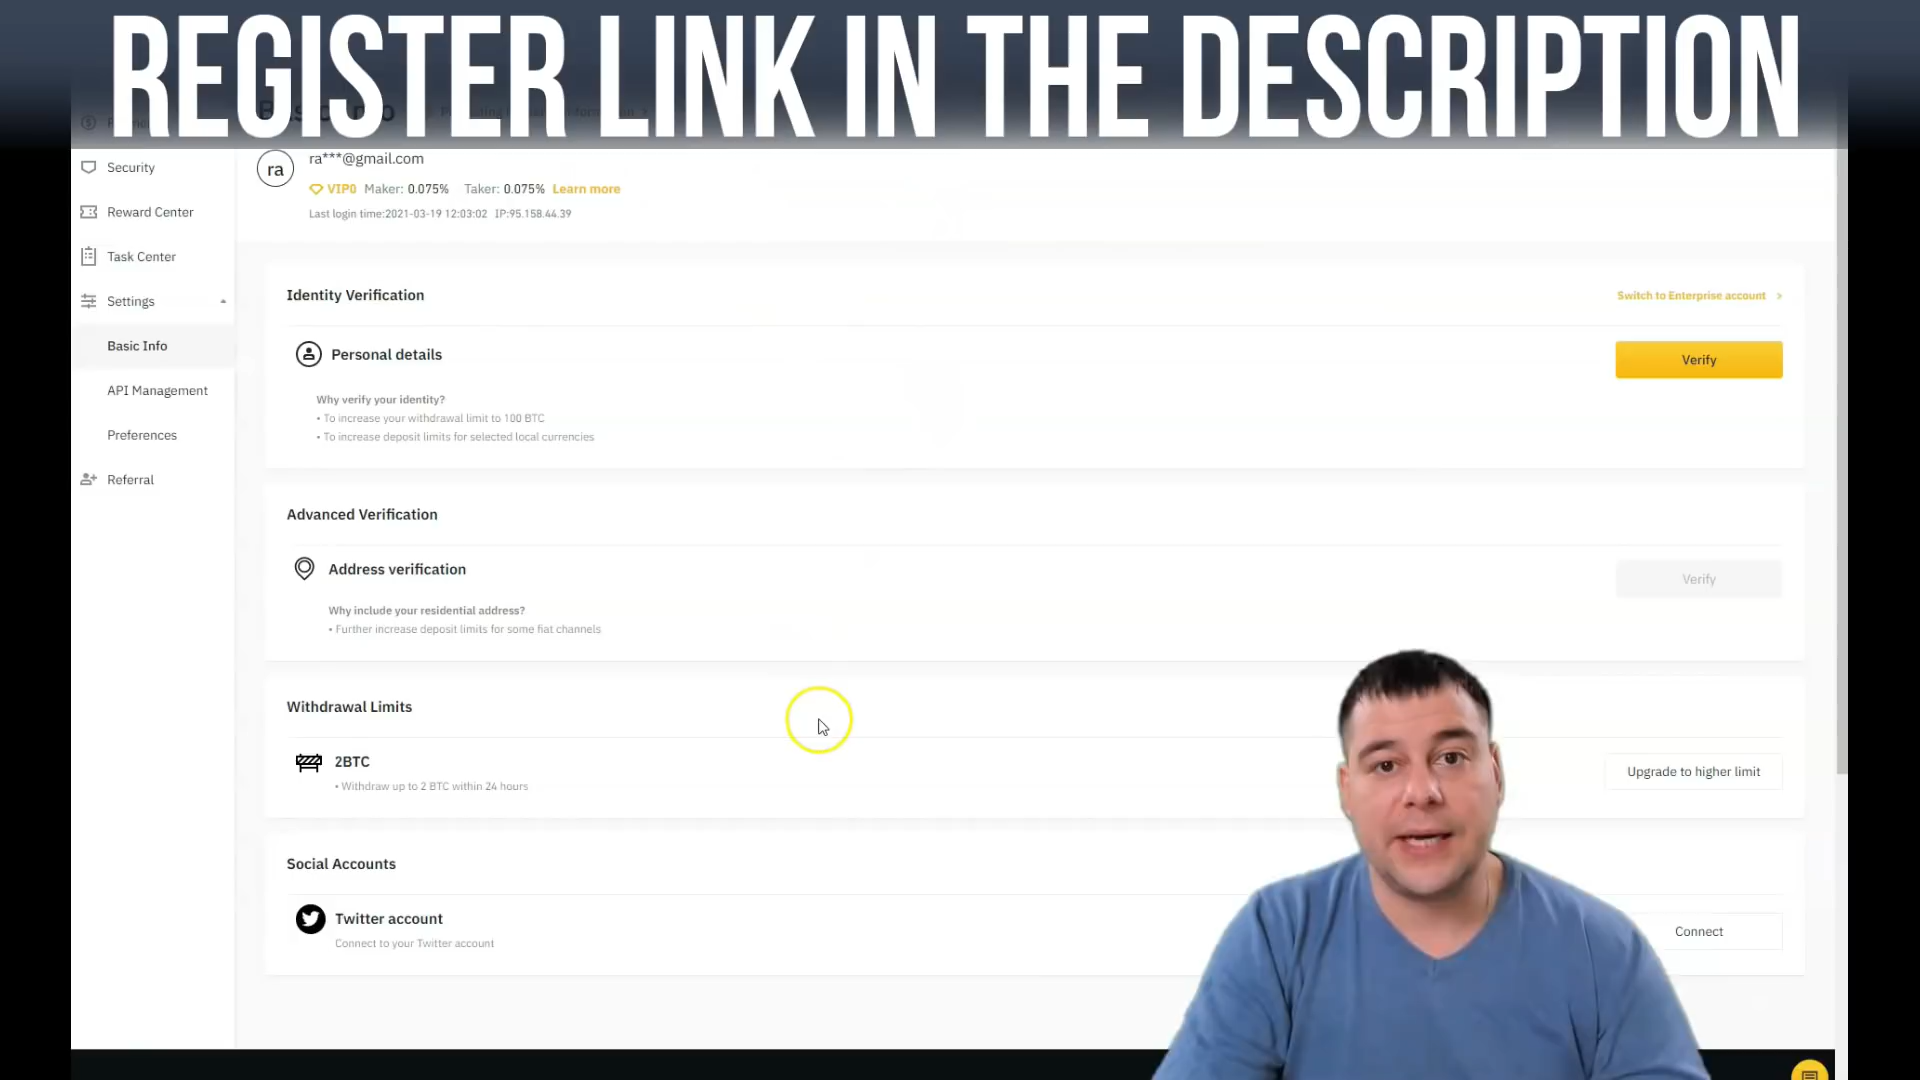 REGISTER LINK IN THE DESCRIPTION
ra***@gmail.com
ra
VIP0 Maker: 0.075% Taker: 0.075% Learn more
Last login time:2021-03-19 12:03:02 IP:95.158.44.39
Security
Reward Center
Task Center
Settings
Basic Info
API Management
Preferences
Referral
Identity Verification
Switch to Enterprise account
Personal details
Verify
Why verify your identity?
• To increase your withdrawal limit to 100 BTC
• To increase deposit limits for selected local currencies
Advanced Verification
Address verification
Verify
Why include your residential address?
• Further increase deposit limits for some fiat channels
Withdrawal Limits
2BTC
• Withdraw up to 2 BTC within 24 hours
Upgrade to higher limit
Social Accounts
Twitter account
Connect to your Twitter account
Connect